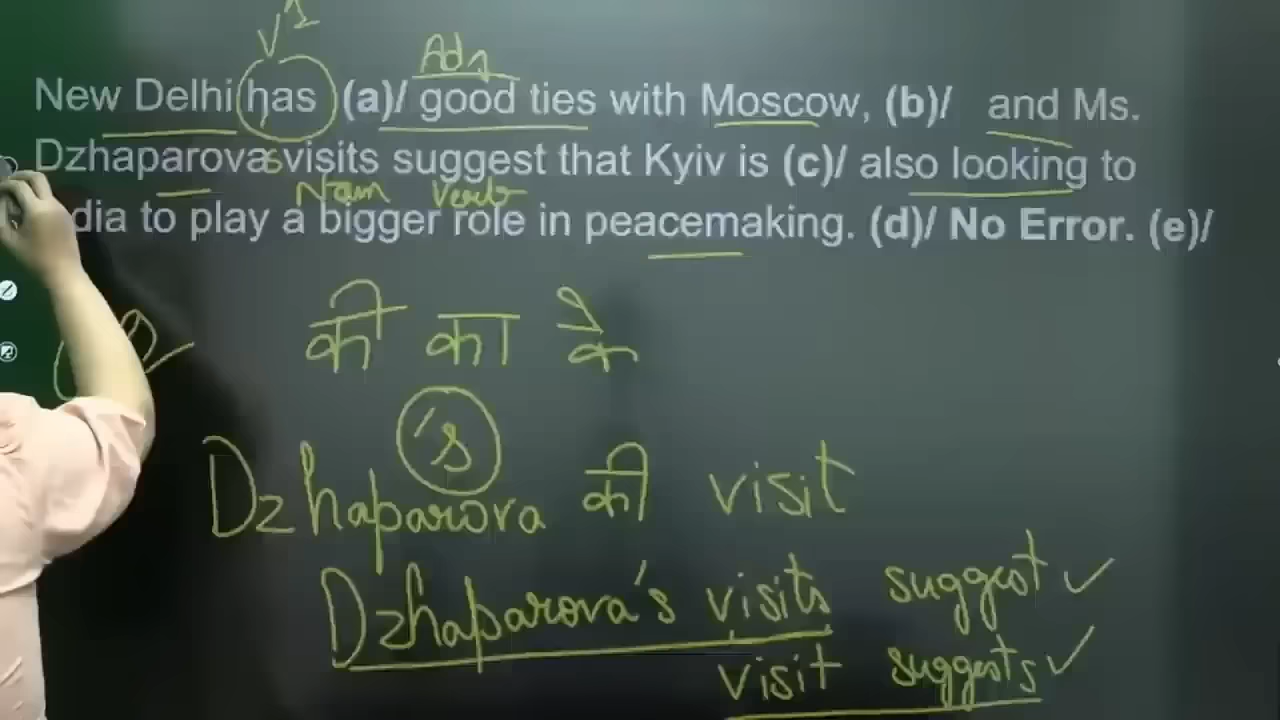 V1
Adj
New Delhi has (a)/ good ties with Moscow, (b)/ and Ms.
Dzhaparova's visits suggest that Kyiv is (c)/ also looking to
Noun Verb
dia to play a bigger role in peacemaking. (d)/ No Error. (e)/
की का के
's
Dzhaparova की visit
Dzhaparova's visits suggest ✓
visit suggests ✓